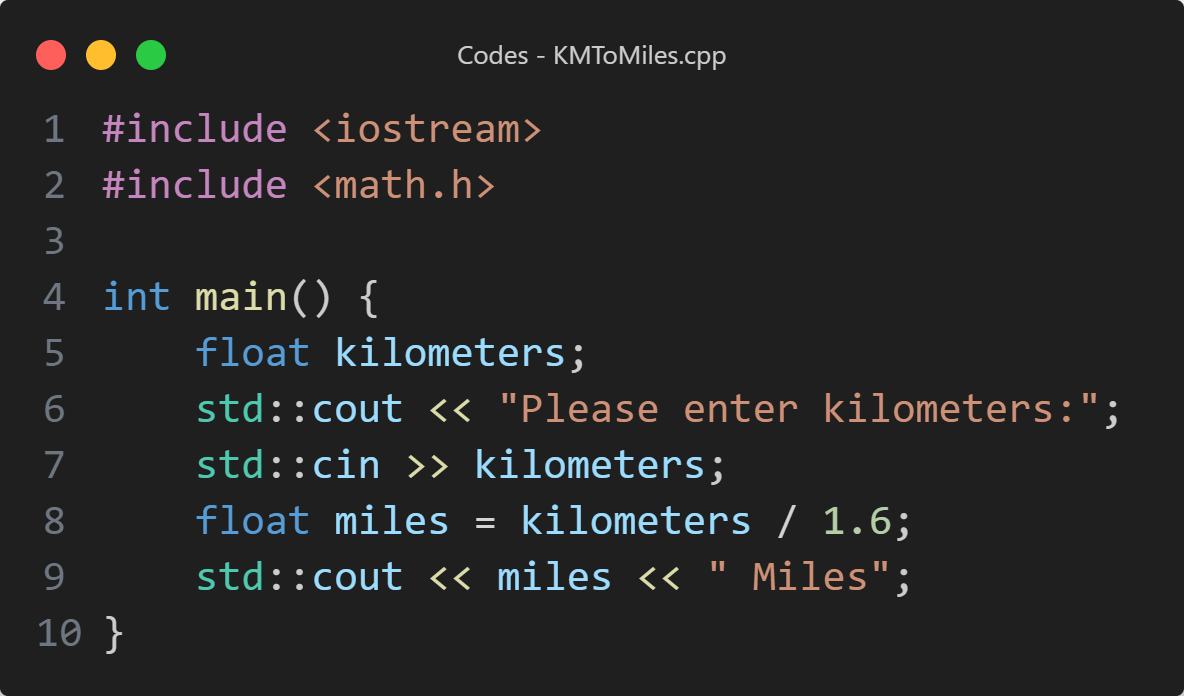 Codes - KMToMiles.cpp
1 #include <iostream>
2 #include <math.h>
3
4 int main() {
5     float kilometers;
6     std::cout << "Please enter kilometers:";
7     std::cin >> kilometers;
8     float miles = kilometers / 1.6;
9     std::cout << miles << " Miles";
10 }